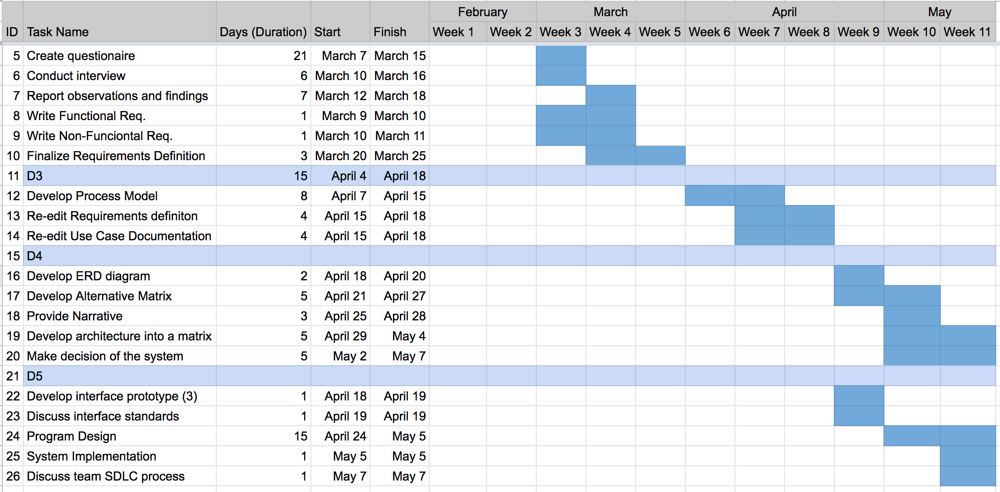 February March April May
ID Task Name Days (Duration) Start Finish Week 1 Week 2 Week 3 Week 4 Week 5 Week 6 Week 7 Week 8 Week 9 Week 10 Week 11
5 Create questionaire 21 March 7 March 15
6 Conduct interview 6 March 10 March 16
7 Report observations and findings 7 March 12 March 18
8 Write Functional Req. 1 March 9 March 10
9 Write Non-Funciontal Req. 1 March 10 March 11
10 Finalize Requirements Definition 3 March 20 March 25
11 D3 15 April 4 April 18
12 Develop Process Model 8 April 7 April 15
13 Re-edit Requirements definiton 4 April 15 April 18
14 Re-edit Use Case Documentation 4 April 15 April 18
15 D4
16 Develop ERD diagram 2 April 18 April 20
17 Develop Alternative Matrix 5 April 21 April 27
18 Provide Narrative 3 April 25 April 28
19 Develop architecture into a matrix 5 April 29 May 4
20 Make decision of the system 5 May 2 May 7
21 D5
22 Develop interface prototype (3) 1 April 18 April 19
23 Discuss interface standards 1 April 19 April 19
24 Program Design 15 April 24 May 5
25 System Implementation 1 May 5 May 5
26 Discuss team SDLC process 1 May 7 May 7